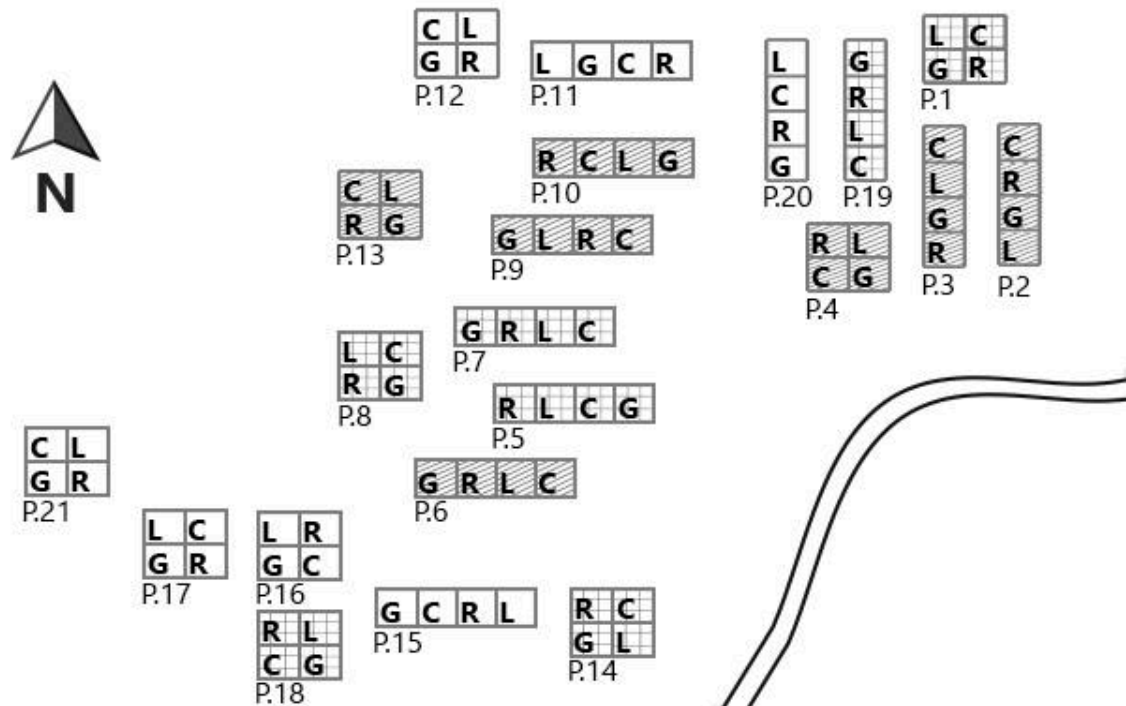 C L
G R
P.12
L G C R
P.11
L
C
R
G
P.20
G
R
L
C
P.19
L C
G R
P.1
N
R C L G
P.10
C L
R G
P.13
G L R C
P.9
R L
C G
P.4
C
L
G
R
P.3
C
R
G
L
P.2
G R L C
P.7
L C
R G
P.8
R L C G
P.5
G R L C
P.6
C L
G R
P.21
L C
G R
P.17
L R
G C
P.16
G C R L
P.15
R C
G L
P.14
R L
C G
P.18